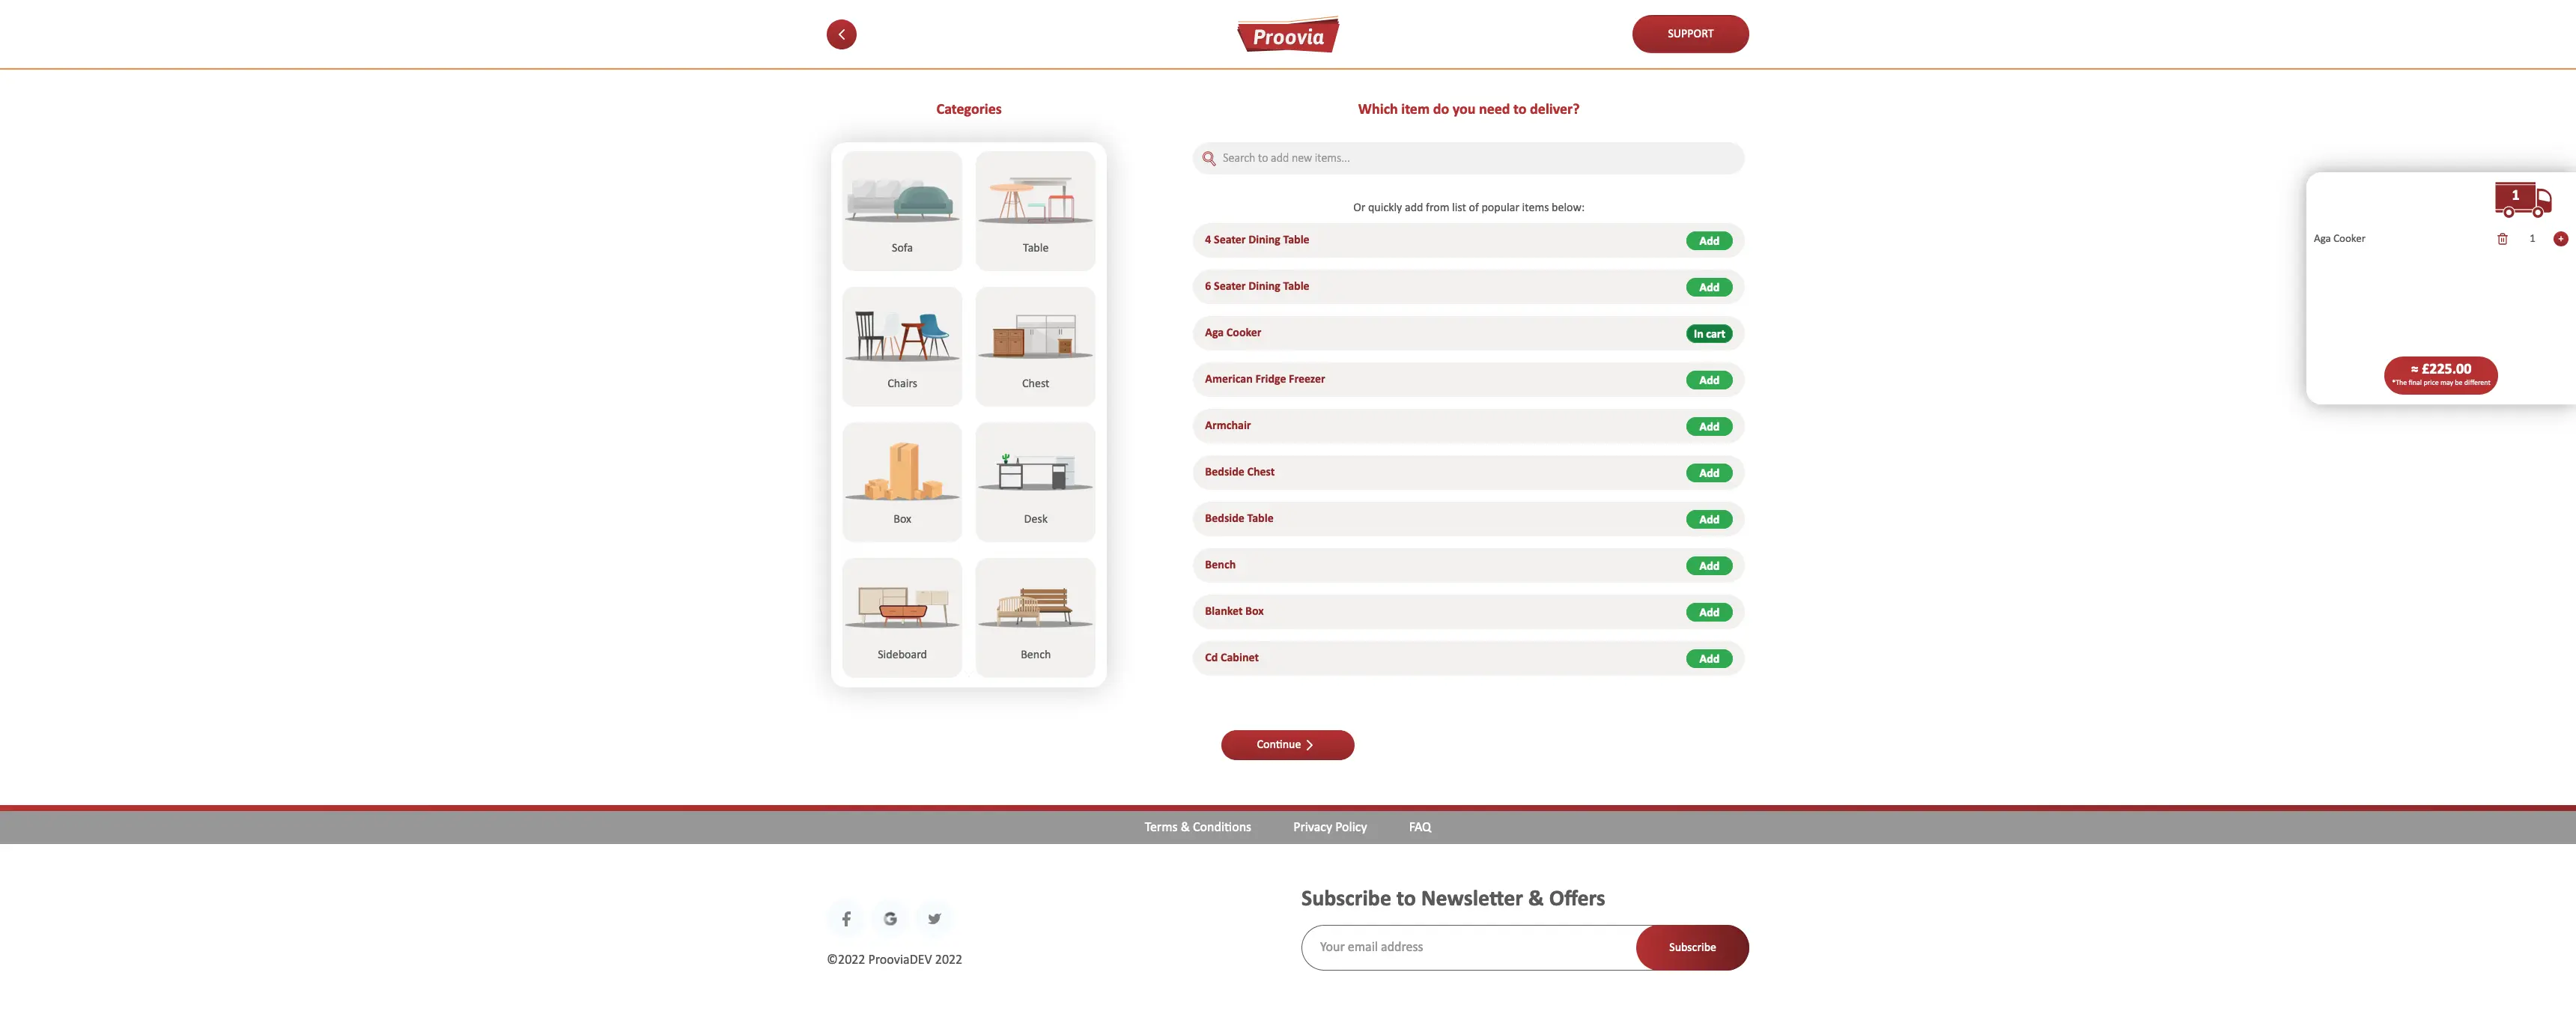 Proovia
SUPPORT
Categories
Sofa
Table
Chairs
Chest
Box
Desk
Sideboard
Bench
Which item do you need to deliver?
Search to add new items...
Or quickly add from list of popular items below:
4 Seater Dining Table Add
6 Seater Dining Table Add
Aga Cooker In cart
American Fridge Freezer Add
Armchair Add
Bedside Chest Add
Bedside Table Add
Bench Add
Blanket Box Add
Cd Cabinet Add
1
Aga Cooker 1 +
≈ £225.00
*The final price may be different
Continue
Terms & Conditions Privacy Policy FAQ
f G
©2022 ProoviaDEV 2022
Subscribe to Newsletter & Offers
Your email address Subscribe